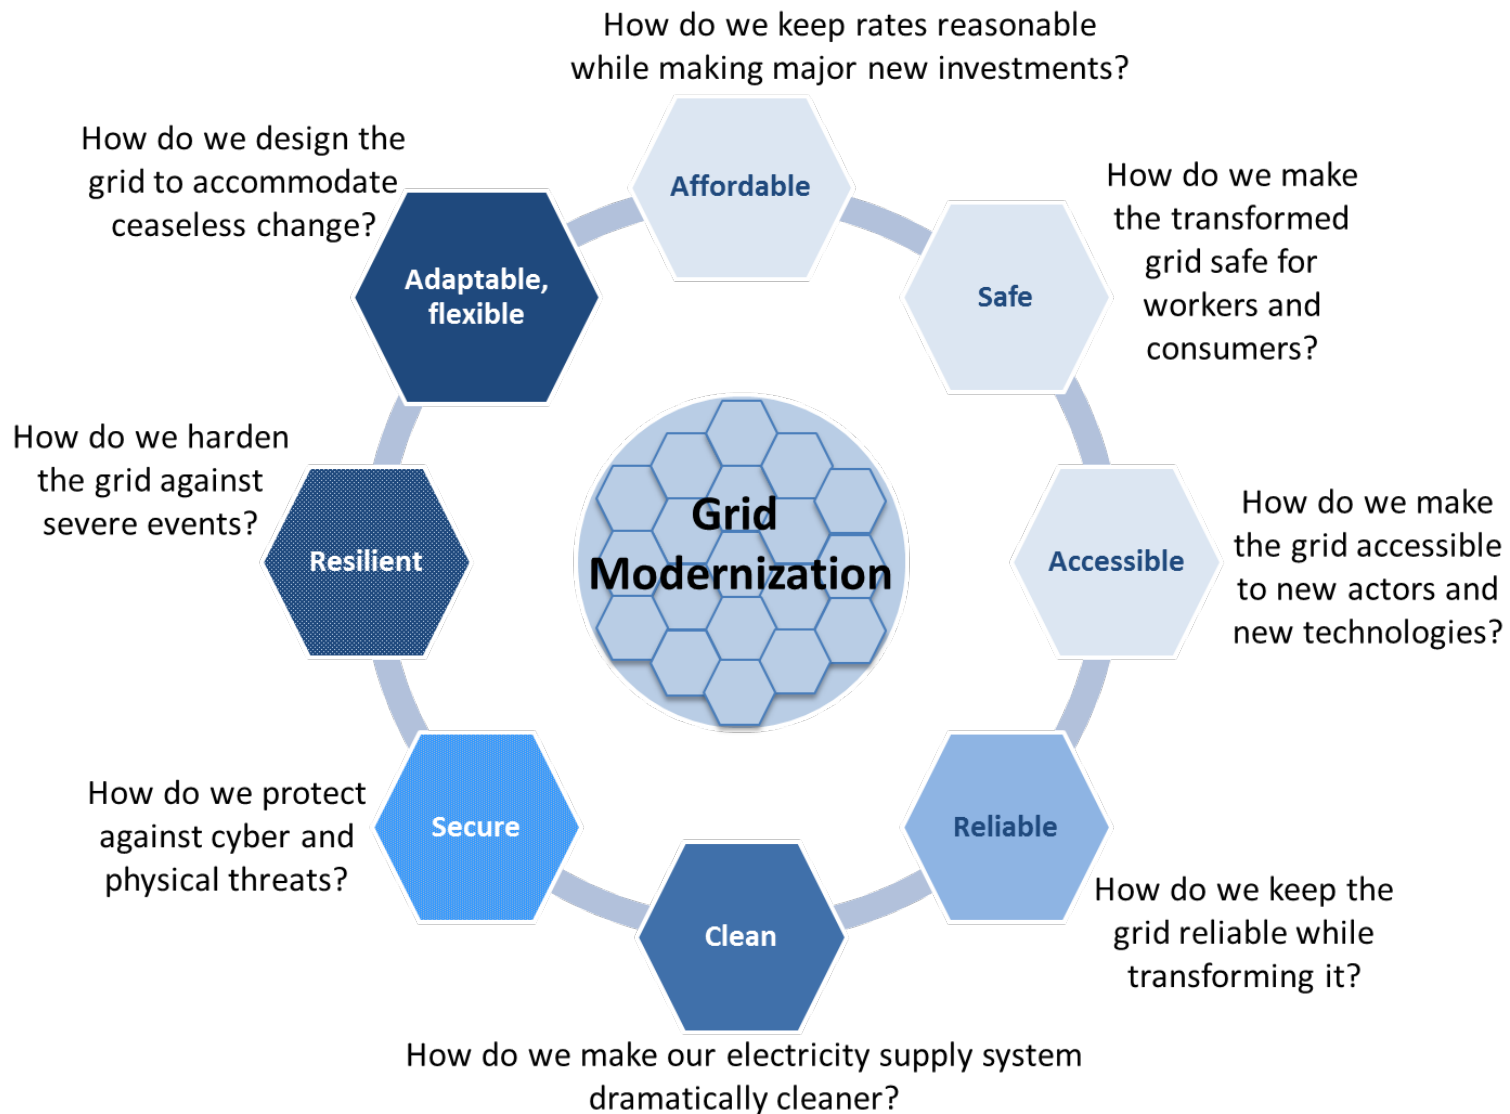 How do we keep rates reasonable
while making major new investments?
Affordable
How do we design the
grid to accommodate
ceaseless change?
Adaptable,
flexible
How do we make
the transformed
grid safe for
workers and
consumers?
Safe
How do we harden
the grid against
severe events?
Resilient
Grid
Modernization
Accessible
How do we make
the grid accessible
to new actors and
new technologies?
How do we protect
against cyber and
physical threats?
Secure
Reliable
How do we keep the
grid reliable while
transforming it?
Clean
How do we make our electricity supply system
dramatically cleaner?